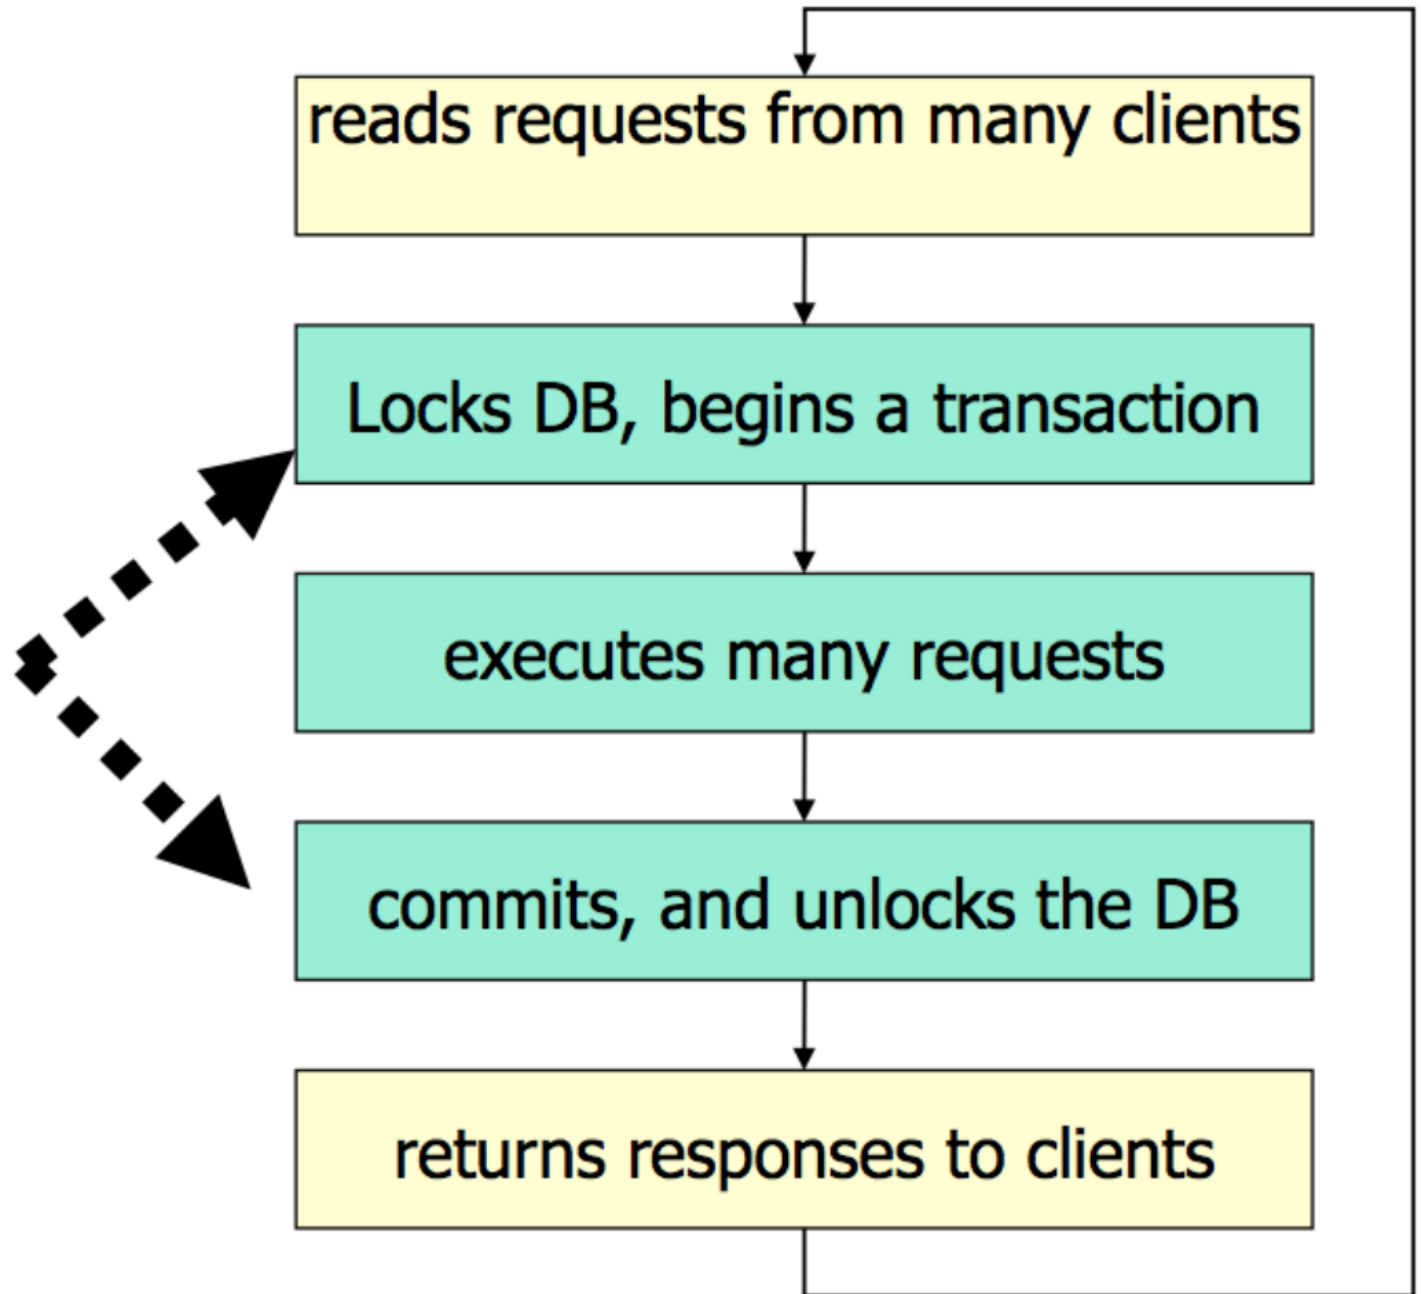 reads requests from many clients
Locks DB, begins a transaction
executes many requests
commits, and unlocks the DB
returns responses to clients